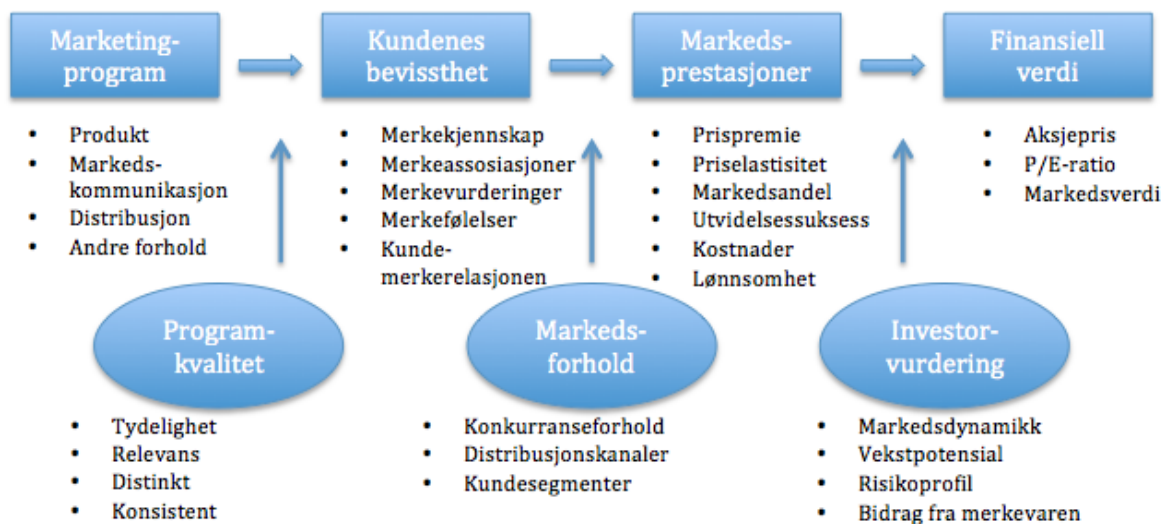 Marketing-
program
Kundenes
bevissthet
Markeds-
prestasjoner
Finansiell
verdi
• Produkt
• Markeds-
kommunikasjon
• Distribusjon
• Andre forhold
• Merkekjennskap
• Merkeassosiasjoner
• Merkevurderinger
• Merkefølelser
• Kunde-
merkerelasjonen
• Prispremie
• Priselastisitet
• Markedsandel
• Utvidelsessuksess
• Kostnader
• Lønnsomhet
• Aksjepris
• P/E-ratio
• Markedsverdi
Program-
kvalitet
Markeds-
forhold
Investor-
vurdering
• Tydelighet
• Relevans
• Distinkt
• Konsistent
• Konkurranseforhold
• Distribusjonskanaler
• Kundesegmenter
• Markedsdynamikk
• Vekstpotensial
• Risikoprofil
• Bidrag fra merkevaren